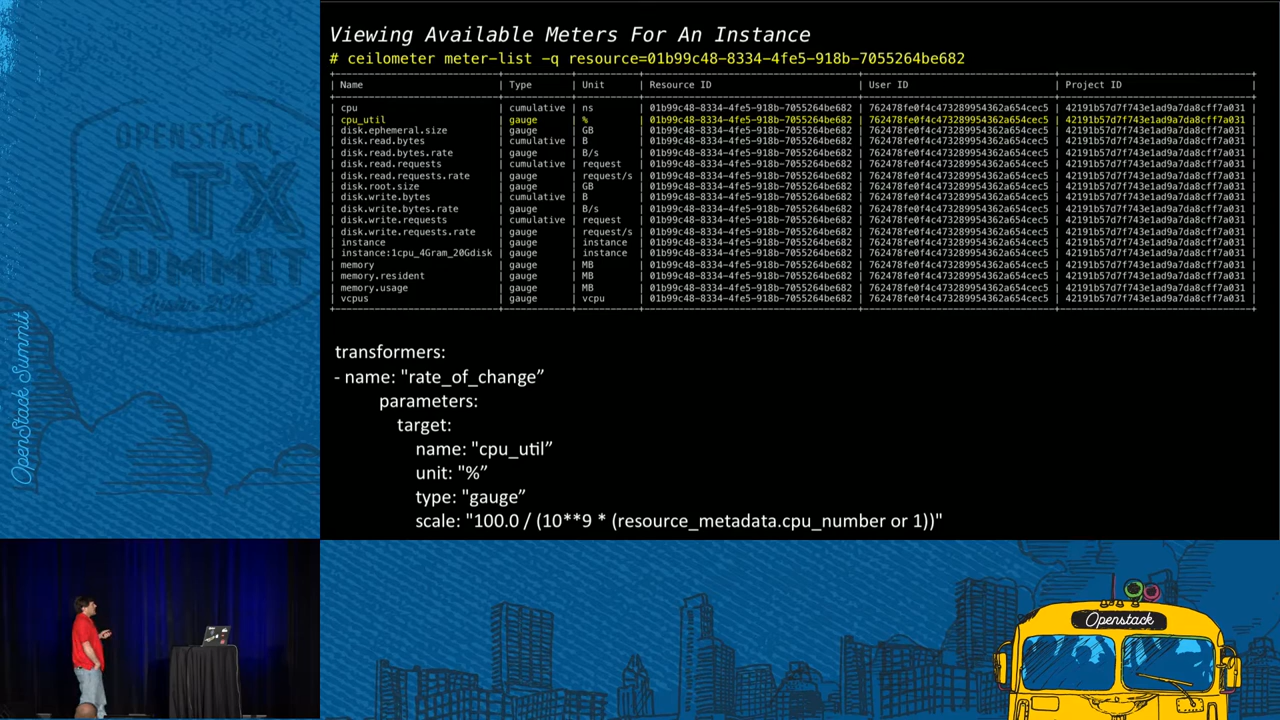 Viewing Available Meters For An Instance
# ceilometer meter-list -q resource=01b99c48-8334-4fe5-918b-7055264be682
| Name | Type | Unit | Resource ID | User ID | Project ID |
| cpu | cumulative | ns | 01b99c48-8334-4fe5-918b-7055264be682 | 762478fe0f4c473289954362a654cec5 | 42191b57d7f743e1ad9a7da8cff7a031 |
| cpu_util | gauge | % | 01b99c48-8334-4fe5-918b-7055264be682 | 762478fe0f4c473289954362a654cec5 | 42191b57d7f743e1ad9a7da8cff7a031 |
| disk.ephemeral.size | gauge | GB | 01b99c48-8334-4fe5-918b-7055264be682 | 762478fe0f4c473289954362a654cec5 | 42191b57d7f743e1ad9a7da8cff7a031 |
| disk.read.bytes | cumulative | B | 01b99c48-8334-4fe5-918b-7055264be682 | 762478fe0f4c473289954362a654cec5 | 42191b57d7f743e1ad9a7da8cff7a031 |
| disk.read.bytes.rate | gauge | B/s | 01b99c48-8334-4fe5-918b-7055264be682 | 762478fe0f4c473289954362a654cec5 | 42191b57d7f743e1ad9a7da8cff7a031 |
| disk.read.requests | cumulative | request | 01b99c48-8334-4fe5-918b-7055264be682 | 762478fe0f4c473289954362a654cec5 | 42191b57d7f743e1ad9a7da8cff7a031 |
| disk.read.requests.rate | gauge | request/s | 01b99c48-8334-4fe5-918b-7055264be682 | 762478fe0f4c473289954362a654cec5 | 42191b57d7f743e1ad9a7da8cff7a031 |
| disk.root.size | gauge | GB | 01b99c48-8334-4fe5-918b-7055264be682 | 762478fe0f4c473289954362a654cec5 | 42191b57d7f743e1ad9a7da8cff7a031 |
| disk.write.bytes | cumulative | B | 01b99c48-8334-4fe5-918b-7055264be682 | 762478fe0f4c473289954362a654cec5 | 42191b57d7f743e1ad9a7da8cff7a031 |
| disk.write.bytes.rate | gauge | B/s | 01b99c48-8334-4fe5-918b-7055264be682 | 762478fe0f4c473289954362a654cec5 | 42191b57d7f743e1ad9a7da8cff7a031 |
| disk.write.requests | cumulative | request | 01b99c48-8334-4fe5-918b-7055264be682 | 762478fe0f4c473289954362a654cec5 | 42191b57d7f743e1ad9a7da8cff7a031 |
| disk.write.requests.rate | gauge | request/s | 01b99c48-8334-4fe5-918b-7055264be682 | 762478fe0f4c473289954362a654cec5 | 42191b57d7f743e1ad9a7da8cff7a031 |
| instance | gauge | instance | 01b99c48-8334-4fe5-918b-7055264be682 | 762478fe0f4c473289954362a654cec5 | 42191b57d7f743e1ad9a7da8cff7a031 |
| instance:1cpu_4Gram_20Gdisk | gauge | instance | 01b99c48-8334-4fe5-918b-7055264be682 | 762478fe0f4c473289954362a654cec5 | 42191b57d7f743e1ad9a7da8cff7a031 |
| memory | gauge | MB | 01b99c48-8334-4fe5-918b-7055264be682 | 762478fe0f4c473289954362a654cec5 | 42191b57d7f743e1ad9a7da8cff7a031 |
| memory.resident | gauge | MB | 01b99c48-8334-4fe5-918b-7055264be682 | 762478fe0f4c473289954362a654cec5 | 42191b57d7f743e1ad9a7da8cff7a031 |
| memory.usage | gauge | MB | 01b99c48-8334-4fe5-918b-7055264be682 | 762478fe0f4c473289954362a654cec5 | 42191b57d7f743e1ad9a7da8cff7a031 |
| vcpus | gauge | vcpu | 01b99c48-8334-4fe5-918b-7055264be682 | 762478fe0f4c473289954362a654cec5 | 42191b57d7f743e1ad9a7da8cff7a031 |
transformers:
- name: "rate_of_change”
parameters:
target:
name: "cpu_util”
unit: "%”
type: "gauge”
scale: "100.0 / (10**9 * (resource_metadata.cpu_number or 1))"
OPENSTACK
ATX
SUMMIT
OpenStack Summit
Openstack